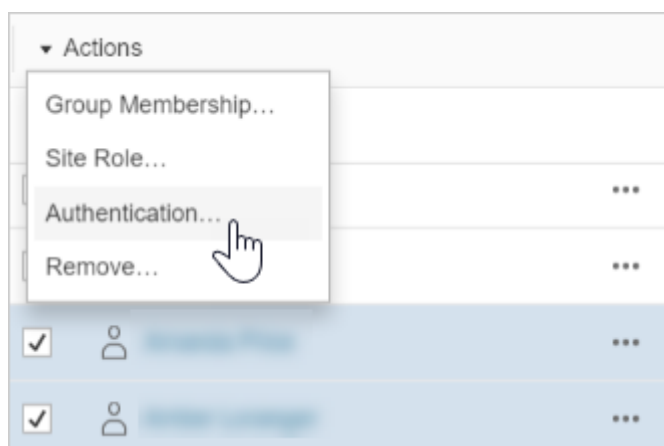 Actions
Group Membership…
Site Role…
Authentication…
Remove…